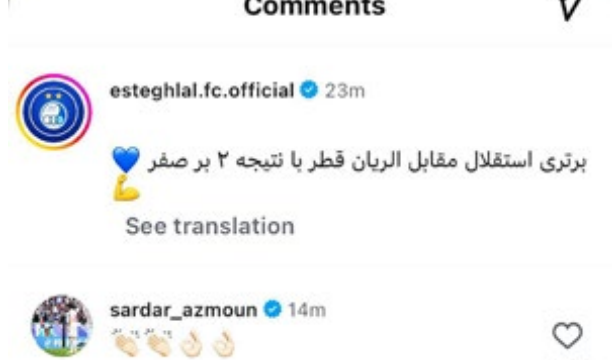 Comments
esteghlal.fc.official 23m
برتری استقلال مقابل الریان قطر با نتیجه ۲ بر صفر 💙
💪
See translation
sardar_azmoun 14m
👏🏻👏🏻👌🏻👌🏻